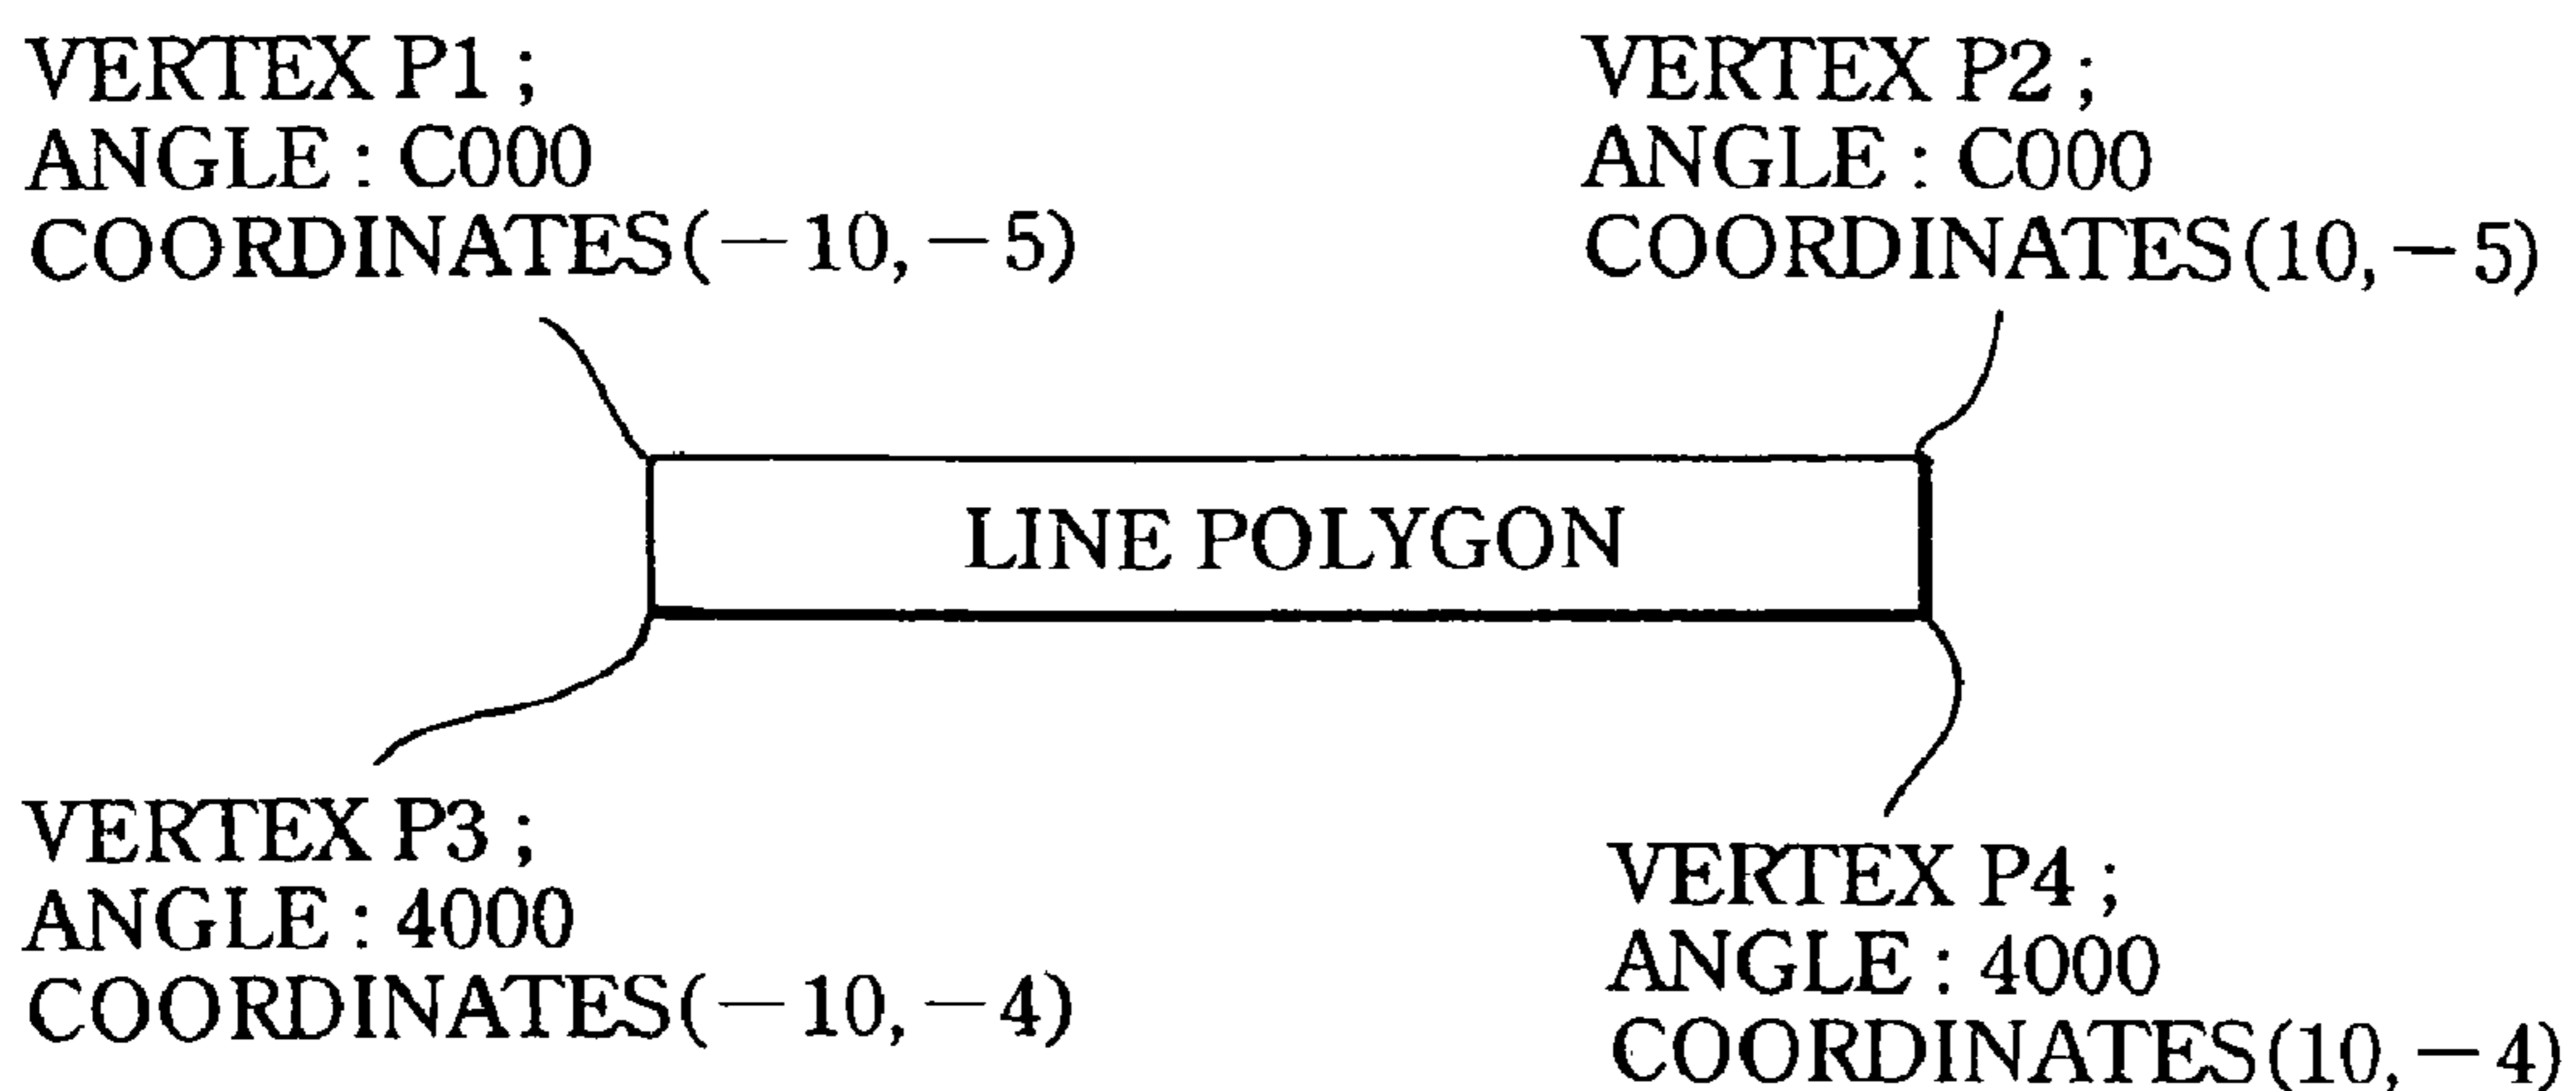 VERTEX P1 ;
ANGLE : C000
COORDINATES(−10,−5)
VERTEX P2 ;
ANGLE : C000
COORDINATES(10,−5)
LINE POLYGON
VERTEX P3 ;
ANGLE : 4000
COORDINATES(−10,−4)
VERTEX P4 ;
ANGLE : 4000
COORDINATES(10,−4)